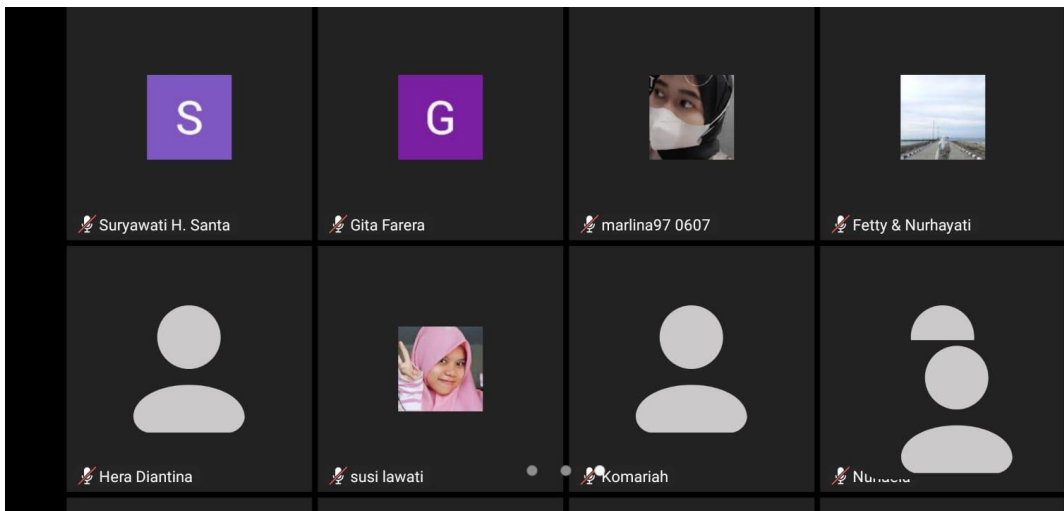 S
G
Suryawati H. Santa
Gita Farera
marlina97 0607
Fetty & Nurhayati
Hera Diantina
susi lawati
Komariah